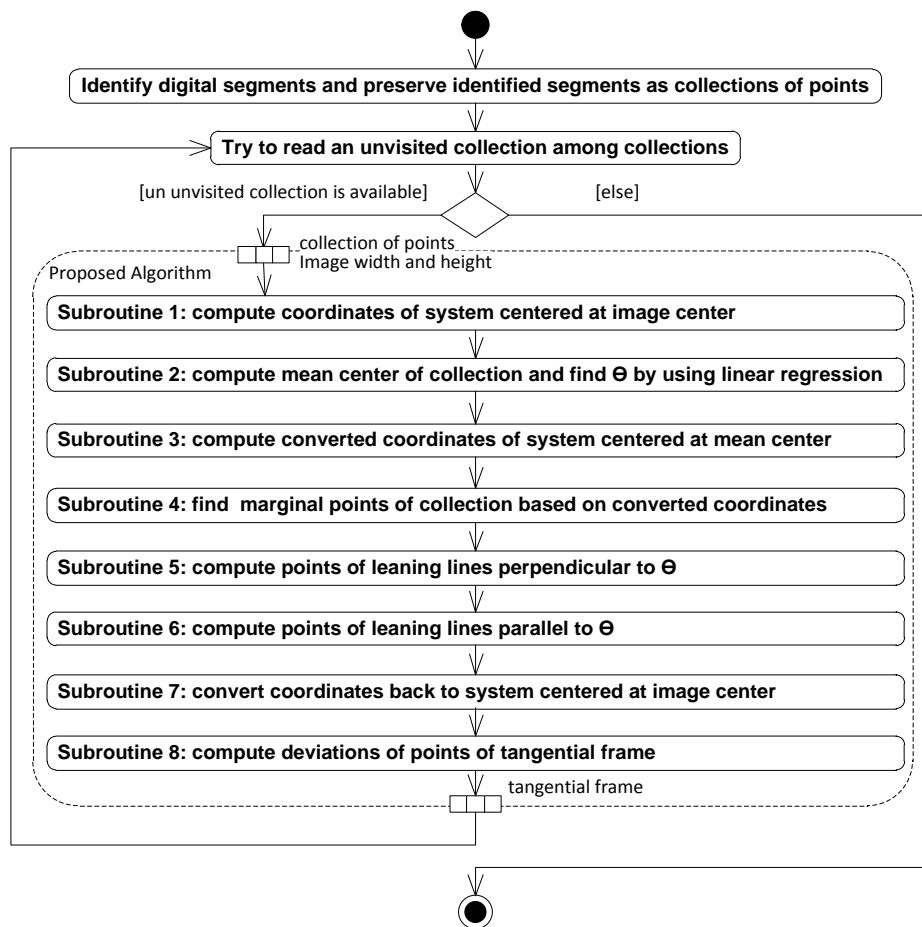 Identify digital segments and preserve identified segments as collections of points
Try to read an unvisited collection among collections
[un unvisited collection is available]
[else]
collection of points
Image width and height
Proposed Algorithm
Subroutine 1: compute coordinates of system centered at image center
Subroutine 2: compute mean center of collection and find Ɵ by using linear regression
Subroutine 3: compute converted coordinates of system centered at mean center
Subroutine 4: find  marginal points of collection based on converted coordinates
Subroutine 5: compute points of leaning lines perpendicular to Ɵ
Subroutine 6: compute points of leaning lines parallel to Ɵ
Subroutine 7: convert coordinates back to system centered at image center
Subroutine 8: compute deviations of points of tangential frame
tangential frame